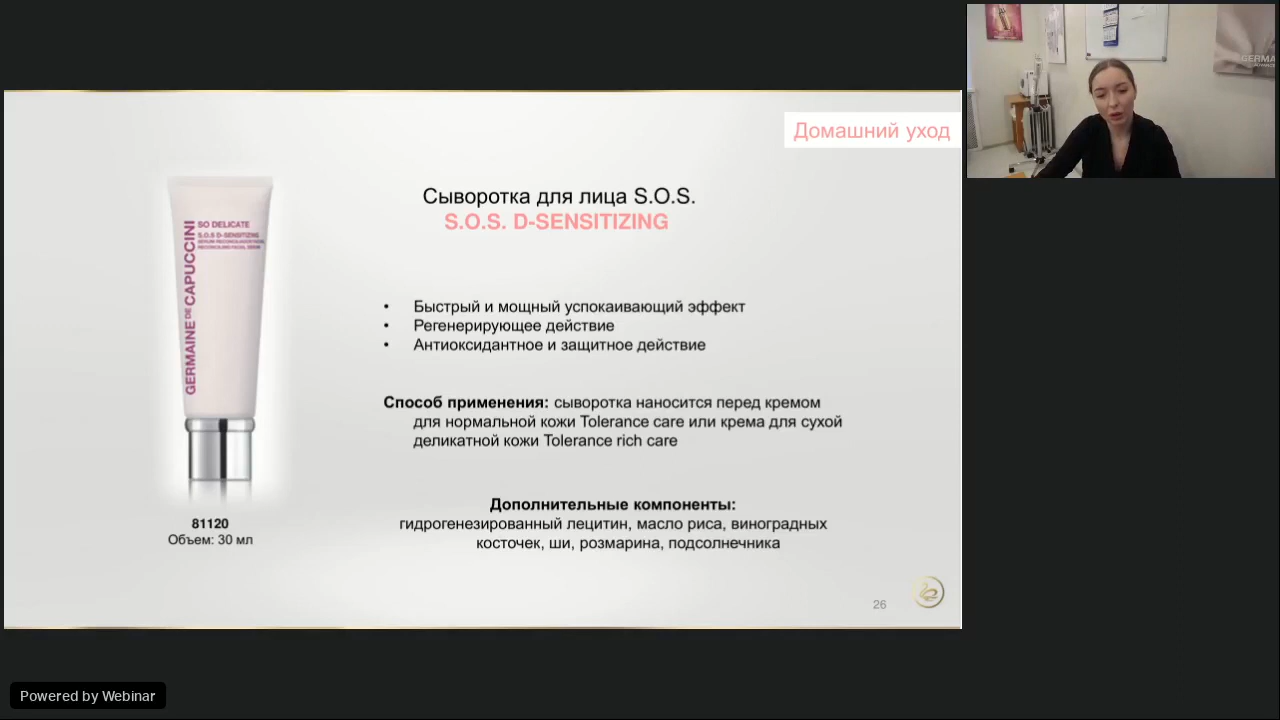 Домашний уход
Сыворотка для лица S.O.S.
S.O.S. D-SENSITIZING
GERMAINE DE CAPUCCINI
SO DELICATE
S.O.S D-SENSITIZING
• Быстрый и мощный успокаивающий эффект
• Регенерирующее действие
• Антиоксидантное и защитное действие
Способ применения: сыворотка наносится перед кремом
для нормальной кожи Tolerance care или крема для сухой
деликатной кожи Tolerance rich care
Дополнительные компоненты:
гидрогенезированный лецитин, масло риса, виноградных
косточек, ши, розмарина, подсолнечника
81120
Объем: 30 мл
26
Powered by Webinar